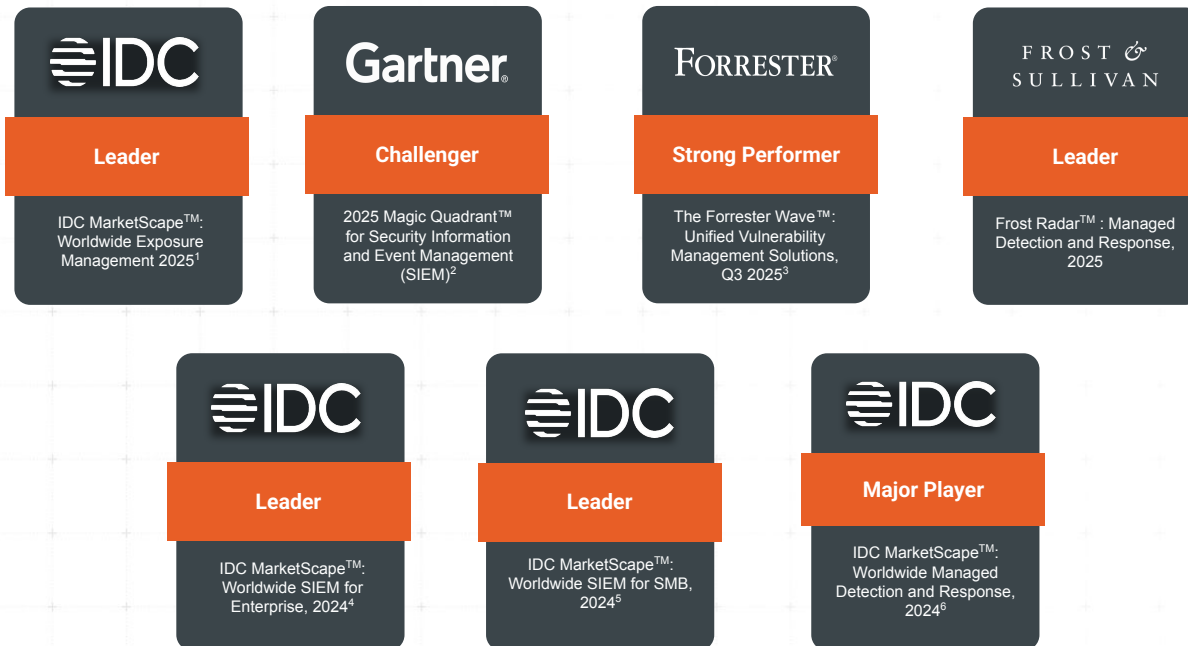 IDC
Leader
IDC MarketScape™:
Worldwide Exposure
Management 2025¹
Gartner®
Challenger
2025 Magic Quadrant™
for Security Information
and Event Management
(SIEM)²
FORRESTER®
Strong Performer
The Forrester Wave™:
Unified Vulnerability
Management Solutions,
Q3 2025³
FROST &
SULLIVAN
Leader
Frost Radar™ : Managed
Detection and Response,
2025
IDC
Leader
IDC MarketScape™:
Worldwide SIEM for
Enterprise, 2024⁴
IDC
Leader
IDC MarketScape™:
Worldwide SIEM for SMB,
2024⁵
IDC
Major Player
IDC MarketScape™:
Worldwide Managed
Detection and Response,
2024⁶